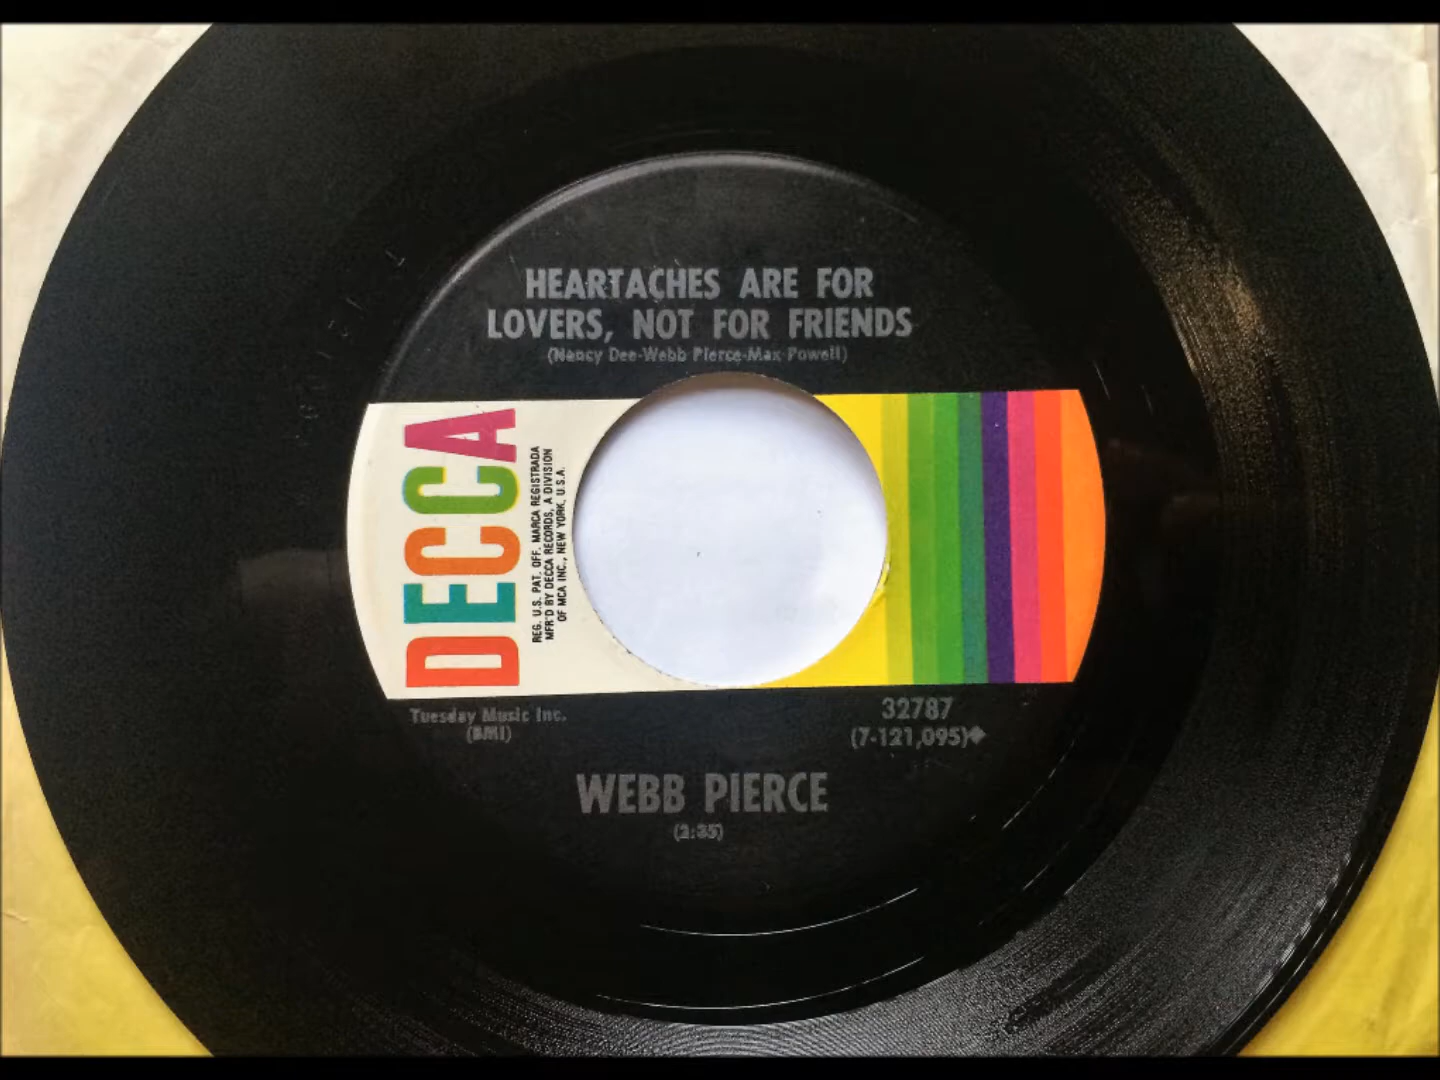 HEARTACHES ARE FOR
LOVERS, NOT FOR FRIENDS
(Nancy Dee-Webb Pierce-Max Powell)
DECCA
REG. U.S. PAT. OFF. MARCA REGISTRADA
MFR'D BY DECCA RECORDS, A DIVISION
OF MCA INC., NEW YORK, U.S.A.
Tuesday Music Inc.
(BMI)
32787
(7-121,095)◆
WEBB PIERCE
(2:35)